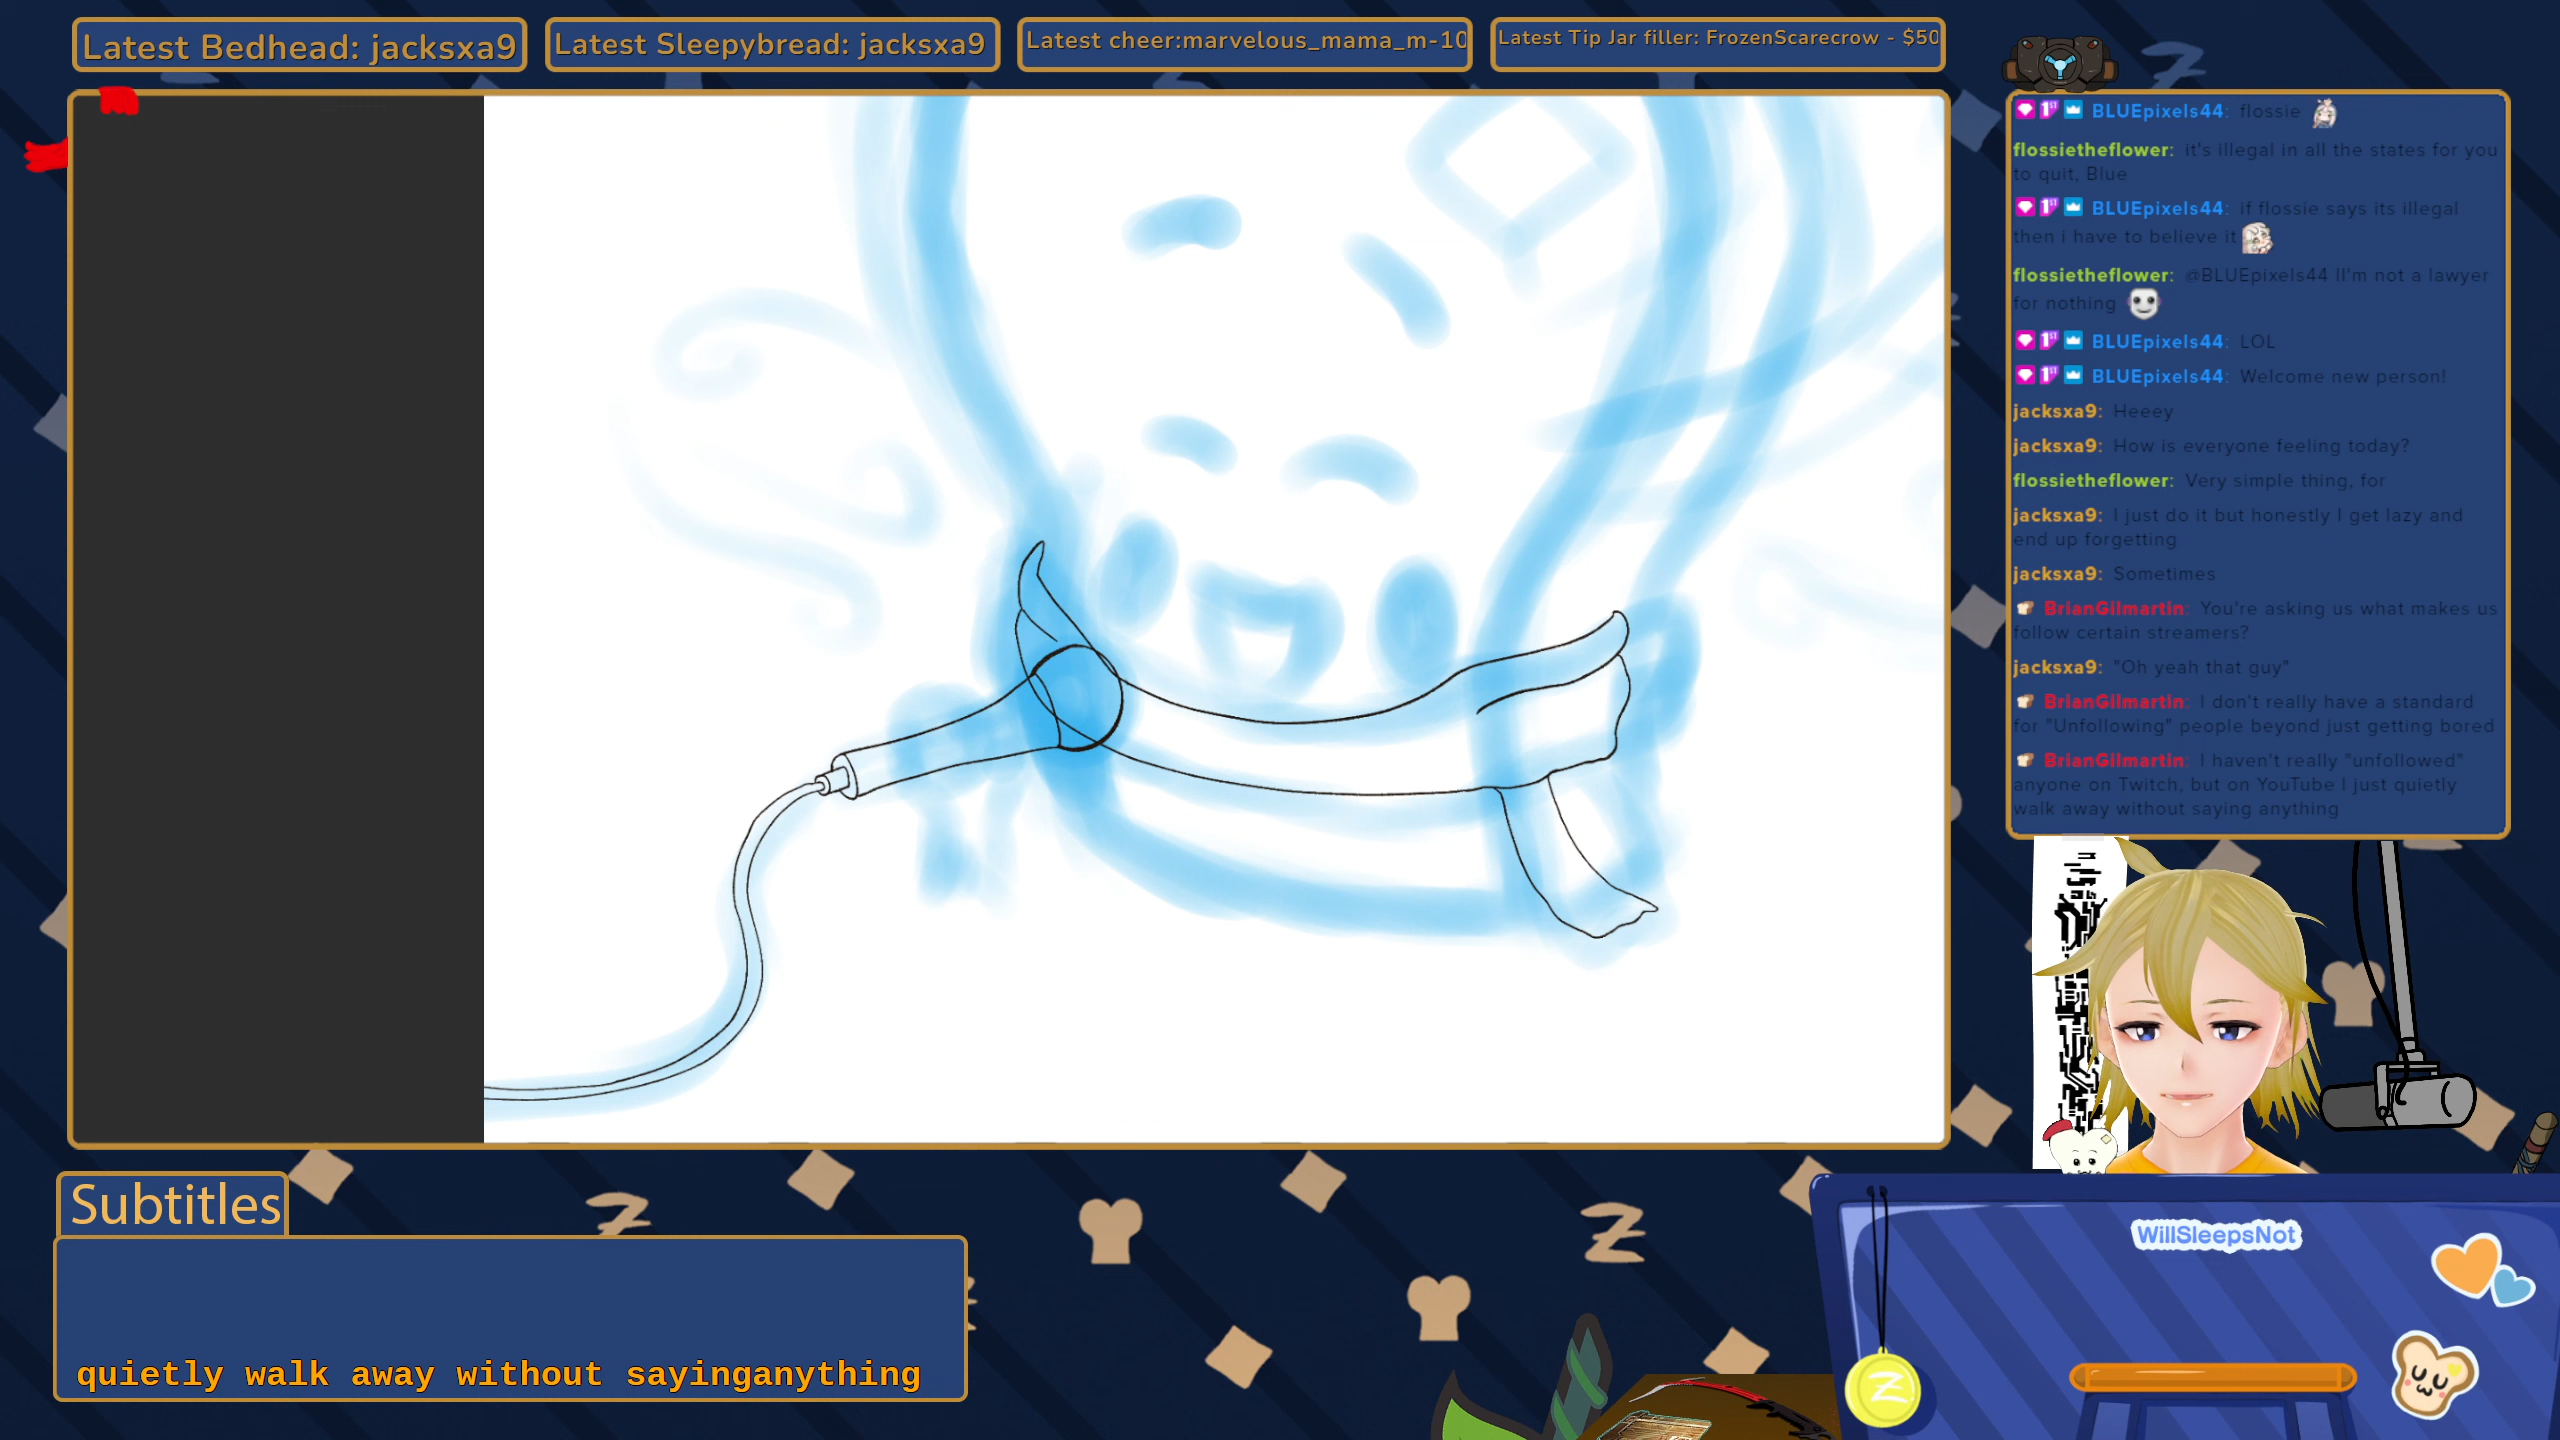 Latest Bedhead: jacksxa9
Latest Sleepybread: jacksxa9
Latest cheer:marvelous_mama_m-10
Latest Tip Jar filler: FrozenScarecrow - $50
BLUEpixels44: flossie
flossietheflower: it's illegal in all the states for you
to quit, Blue
BLUEpixels44: if flossie says its illegal
then i have to believe it
flossietheflower: @BLUEpixels44 II'm not a lawyer
for nothing
BLUEpixels44: LOL
BLUEpixels44: Welcome new person!
jacksxa9: Heeey
jacksxa9: How is everyone feeling today?
flossietheflower: Very simple thing, for
jacksxa9: I just do it but honestly I get lazy and
end up forgetting
jacksxa9: Sometimes
BrianGilmartin: You're asking us what makes us
follow certain streamers?
jacksxa9: "Oh yeah that guy"
BrianGilmartin: I don't really have a standard
for "Unfollowing" people beyond just getting bored
BrianGilmartin: I haven't really "unfollowed"
anyone on Twitch, but on YouTube I just quietly
walk away without saying anything
Subtitles
quietly walk away without sayinganything
WillSleepsNot
Z